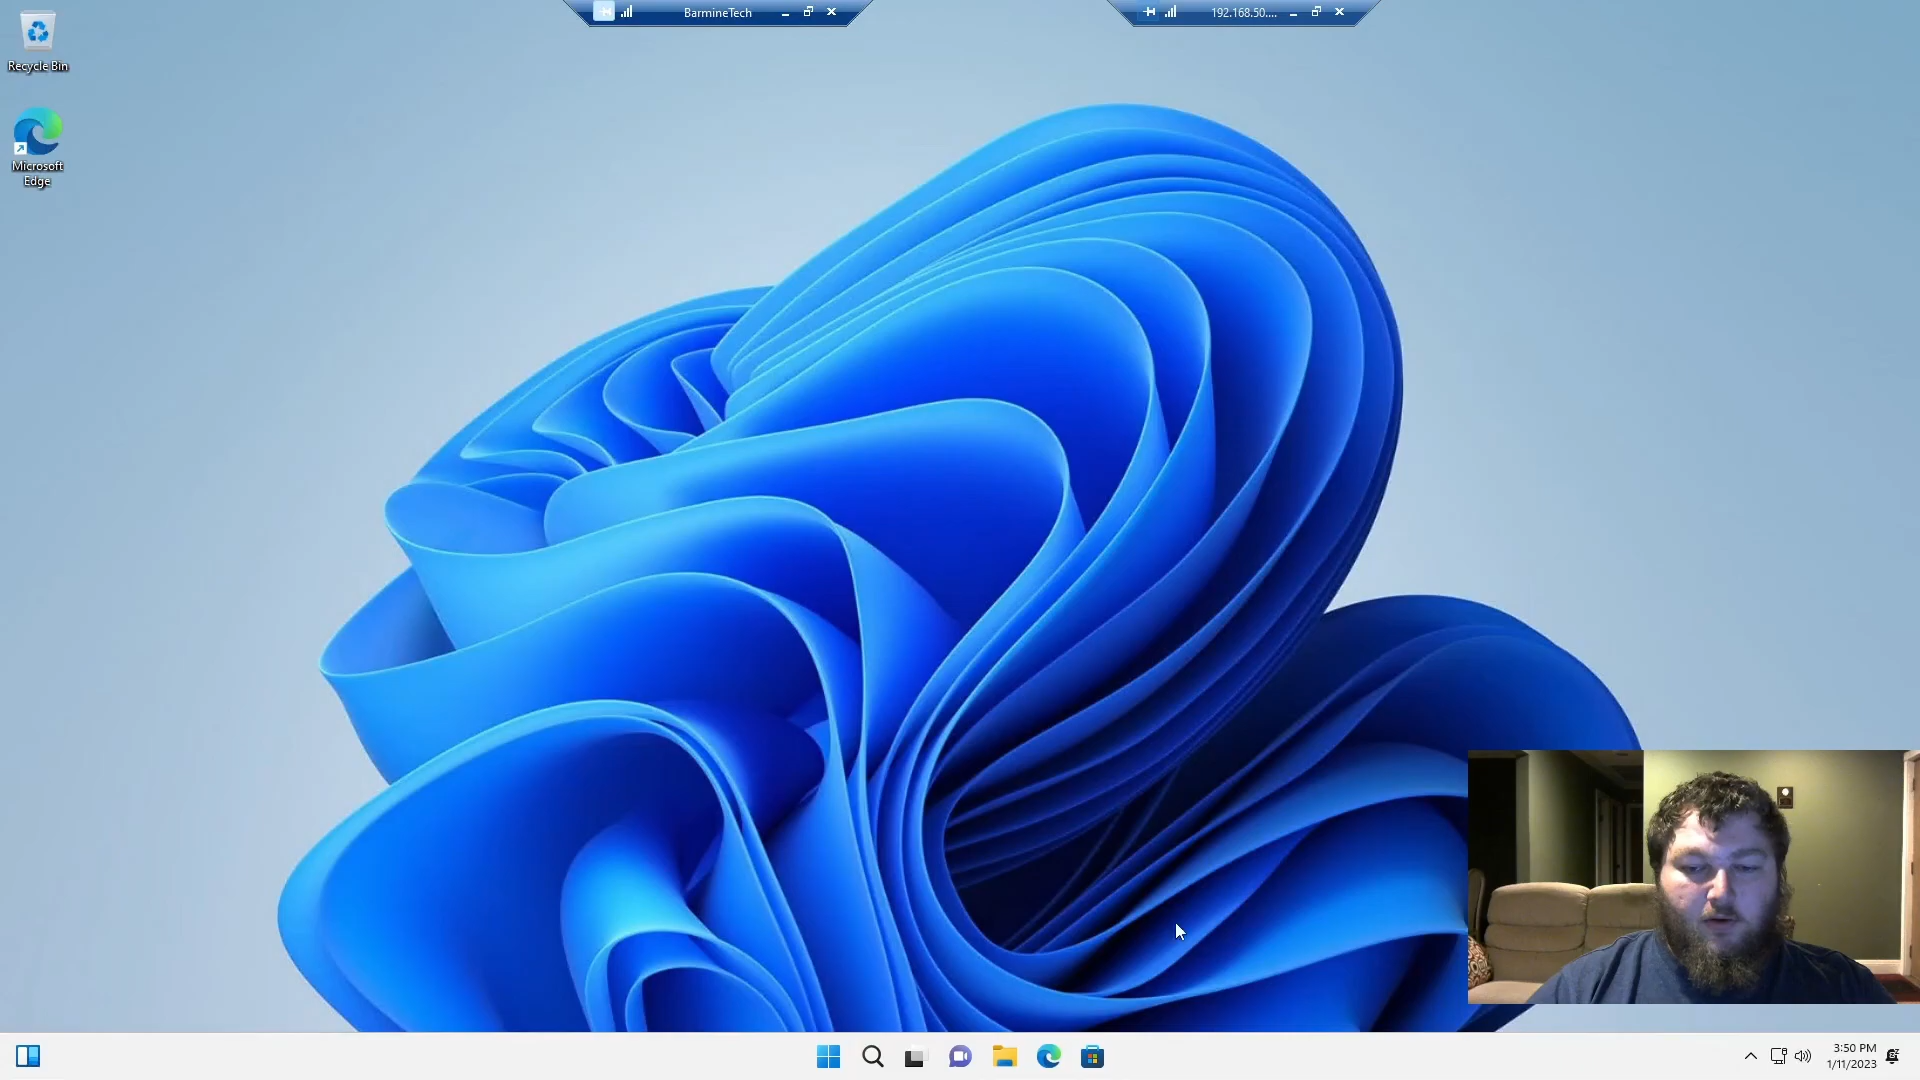 BarmineTech
192.168.50....
Recycle Bin
Microsoft
Edge
3:50 PM
1/11/2023